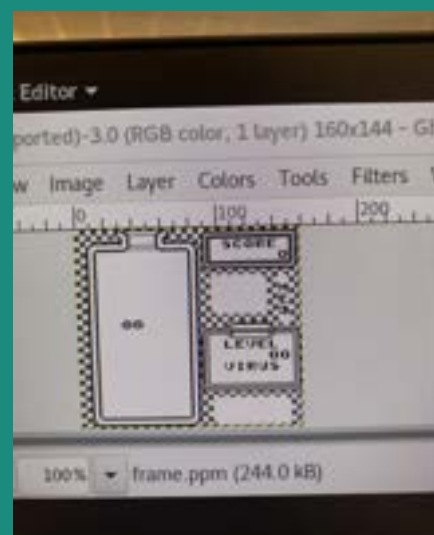 Editor
ported)-3.0 (RGB color, 1 layer) 160x144 – G
w Image Layer Colors Tools Filters
0 100 200
SCORE
0
LEVEL
00
VIRUS
100% frame.ppm (244.0 kB)